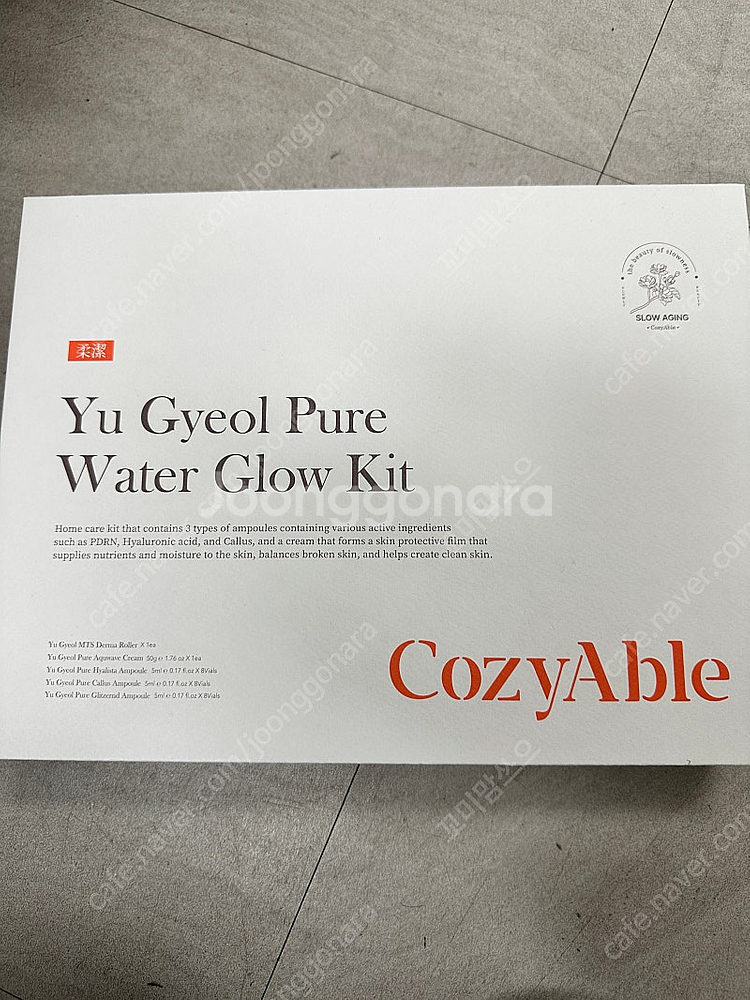 the beauty of slowness
SLOW AGING
• CozyAble •
柔潔
Yu Gyeol Pure
Water Glow Kit
Joonggonara
Home care kit that contains 3 types of ampoules containing various active ingredients
such as PDRN, Hyaluronic acid, and Callus, and a cream that forms a skin protective film that
supplies nutrients and moisture to the skin, balances broken skin, and helps create clean skin.
Yu Gyeol MTS Derma Roller X 1ea
Yu Gyeol Pure Aquwave Cream 50g ℮ 1.76 oz X 1ea
Yu Gyeol Pure Hyalista Ampoule 5ml ℮ 0.17 fl.oz X 8Vials
Yu Gyeol Pure Callus Ampoule 5ml ℮ 0.17 fl.oz X 8Vials
Yu Gyeol Pure Glitzernd Ampoule 5ml ℮ 0.17 fl.oz X 8Vials
CozyAble
cafe.naver.com/joonggonara